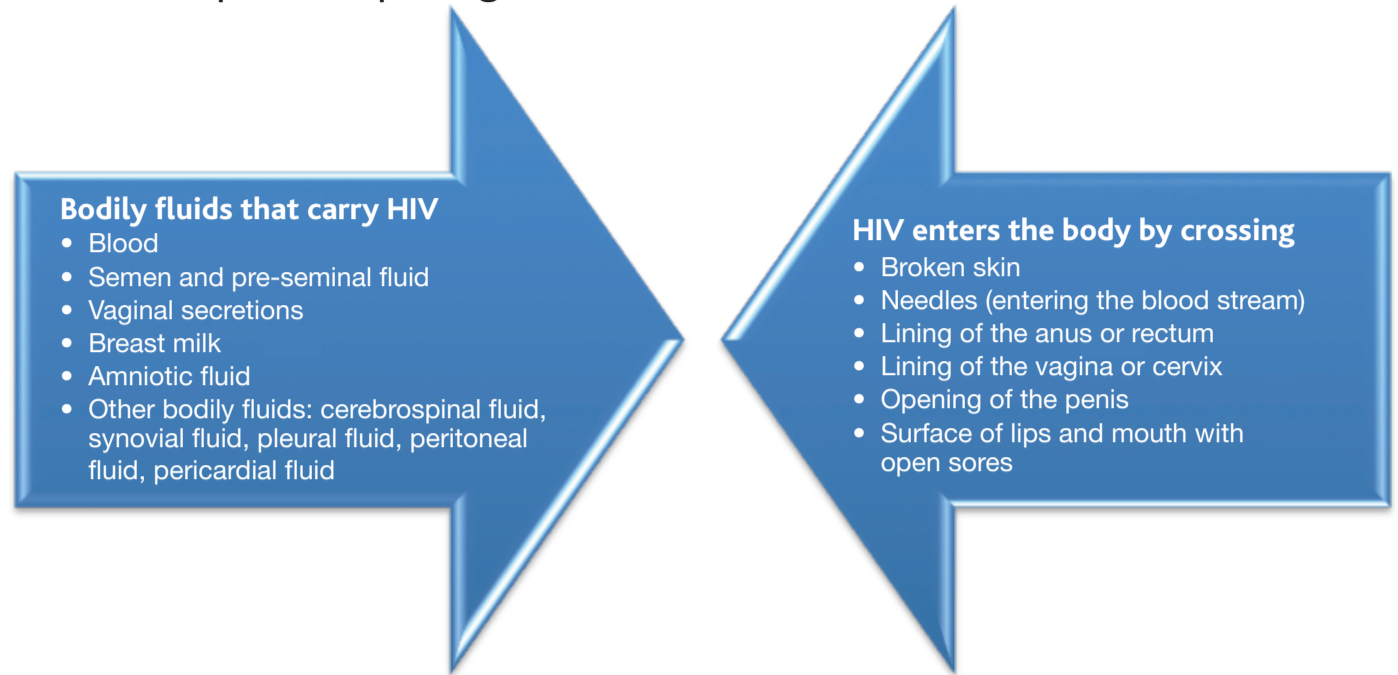 Bodily fluids that carry HIV
• Blood
• Semen and pre-seminal fluid
• Vaginal secretions
• Breast milk
• Amniotic fluid
• Other bodily fluids: cerebrospinal fluid,
synovial fluid, pleural fluid, peritoneal
fluid, pericardial fluid
HIV enters the body by crossing
• Broken skin
• Needles (entering the blood stream)
• Lining of the anus or rectum
• Lining of the vagina or cervix
• Opening of the penis
• Surface of lips and mouth with
open sores